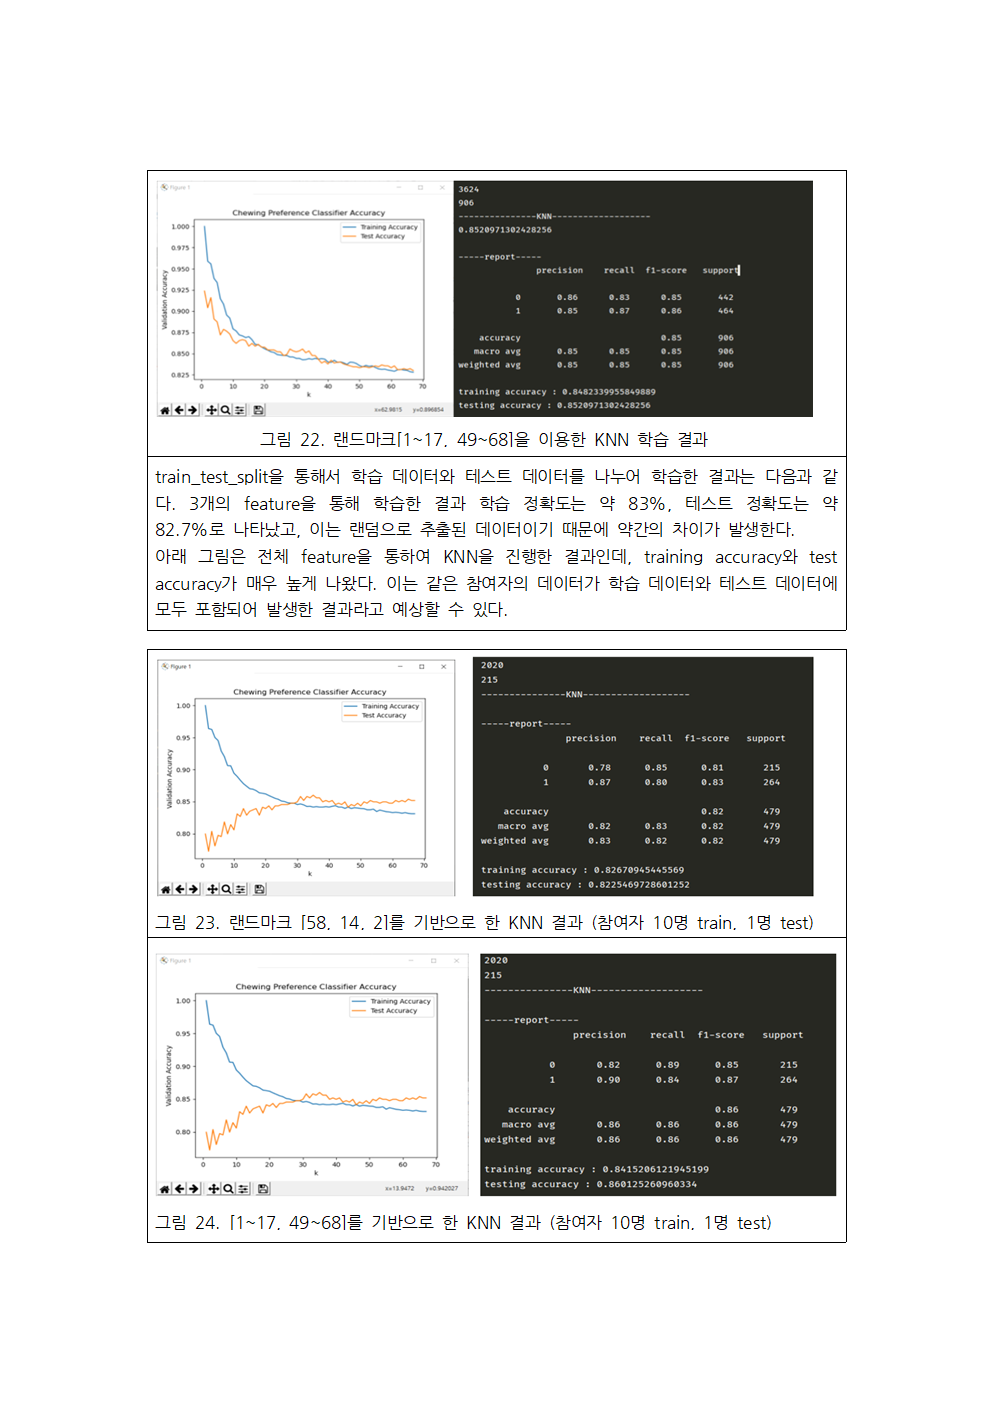 Figure 1
Chewing Preference Classifier Accuracy
Training Accuracy
Test Accuracy
Validation Accuracy
1.000
0.975
0.950
0.925
0.900
0.875
0.850
0.825
0 10 20 30 40 50 60 70
k
x=62.9815 y=0.896854
3624
906
---------------KNN-------------------
0.8520971302428256
-----report-----
precision recall f1-score support
0 0.86 0.83 0.85 442
1 0.85 0.87 0.86 464
accuracy 0.85 906
macro avg 0.85 0.85 0.85 906
weighted avg 0.85 0.85 0.85 906
training accuracy : 0.8482339955849889
testing accuracy : 0.8520971302428256
그림 22. 랜드마크[1~17, 49~68]을 이용한 KNN 학습 결과
train_test_split을 통해서 학습 데이터와 테스트 데이터를 나누어 학습한 결과는 다음과 같
다. 3개의 feature을 통해 학습한 결과 학습 정확도는 약 83%, 테스트 정확도는 약
82.7%로 나타났고, 이는 랜덤으로 추출된 데이터이기 때문에 약간의 차이가 발생한다.
아래 그림은 전체 feature을 통하여 KNN을 진행한 결과인데, training accuracy와 test
accuracy가 매우 높게 나왔다. 이는 같은 참여자의 데이터가 학습 데이터와 테스트 데이터에
모두 포함되어 발생한 결과라고 예상할 수 있다.
Figure 1
Chewing Preference Classifier Accuracy
Training Accuracy
Test Accuracy
Validation Accuracy
1.00
0.95
0.90
0.85
0.80
0 10 20 30 40 50 60 70
k
2020
215
---------------KNN-------------------
-----report-----
precision recall f1-score support
0 0.78 0.85 0.81 215
1 0.87 0.80 0.83 264
accuracy 0.82 479
macro avg 0.82 0.83 0.82 479
weighted avg 0.83 0.82 0.82 479
training accuracy : 0.82670945445569
testing accuracy : 0.8225469728601252
그림 23. 랜드마크 [58, 14, 2]를 기반으로 한 KNN 결과 (참여자 10명 train, 1명 test)
Figure 1
Chewing Preference Classifier Accuracy
Training Accuracy
Test Accuracy
Validation Accuracy
1.00
0.95
0.90
0.85
0.80
0 10 20 30 40 50 60 70
k
x=13.9472 y=0.942027
2020
215
---------------KNN-------------------
-----report-----
precision recall f1-score support
0 0.82 0.89 0.85 215
1 0.90 0.84 0.87 264
accuracy 0.86 479
macro avg 0.86 0.86 0.86 479
weighted avg 0.86 0.86 0.86 479
training accuracy : 0.8415206121945199
testing accuracy : 0.860125260960334
그림 24. [1~17, 49~68]를 기반으로 한 KNN 결과 (참여자 10명 train, 1명 test)